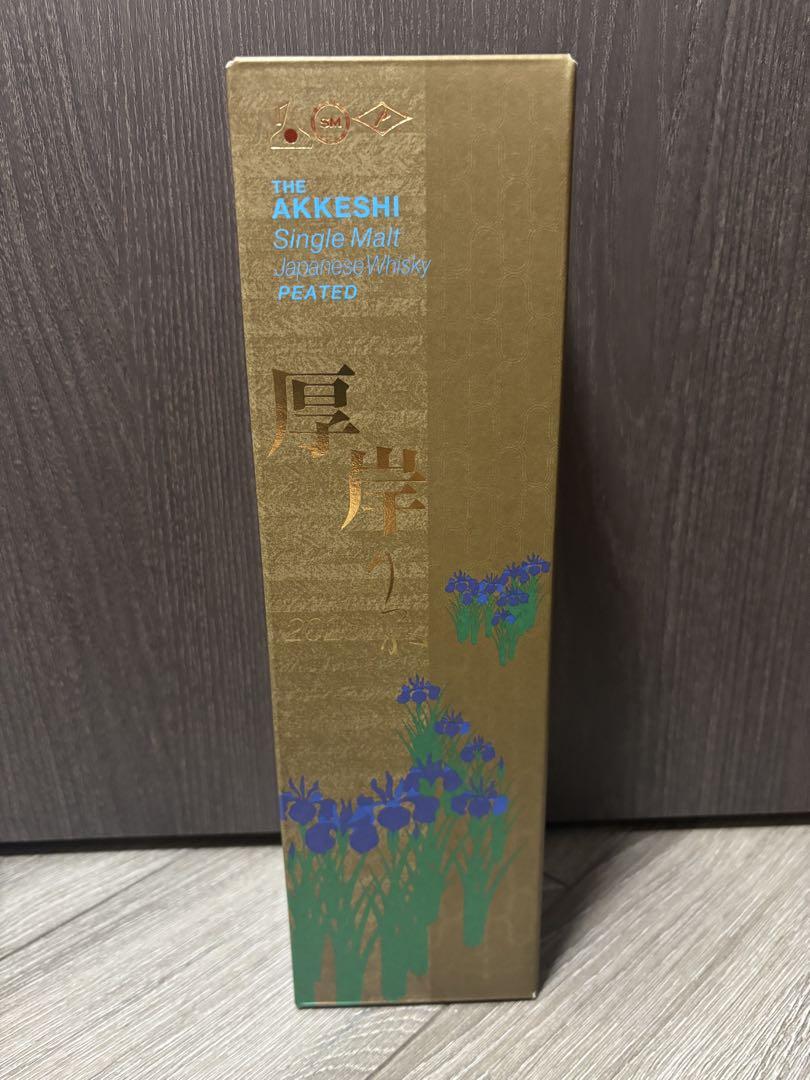 SM
THE
AKKESHI
Single Malt
Japanese Whisky
PEATED
厚
岸